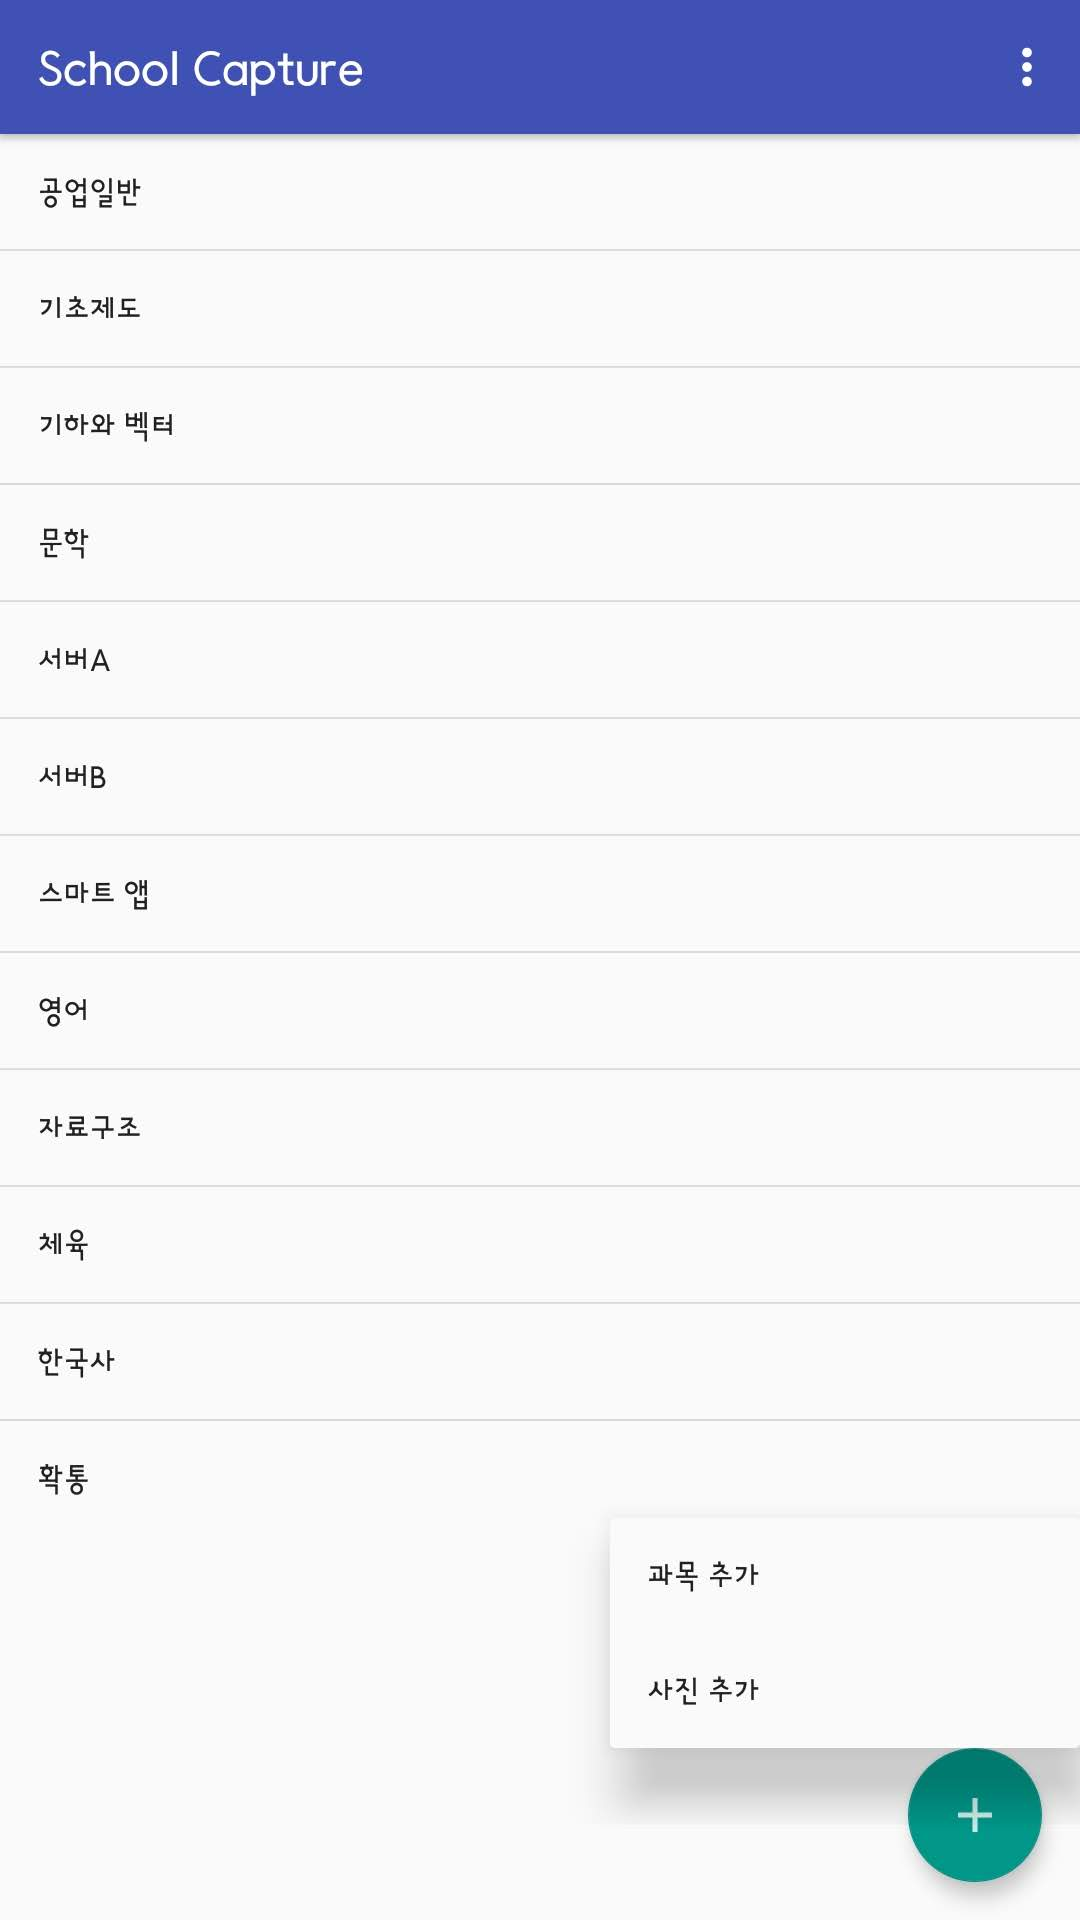 School Capture
공업일반
기초제도
기하와 벡터
문학
서버A
서버B
스마트 앱
영어
자료구조
체육
한국사
확통
과목 추가
사진 추가